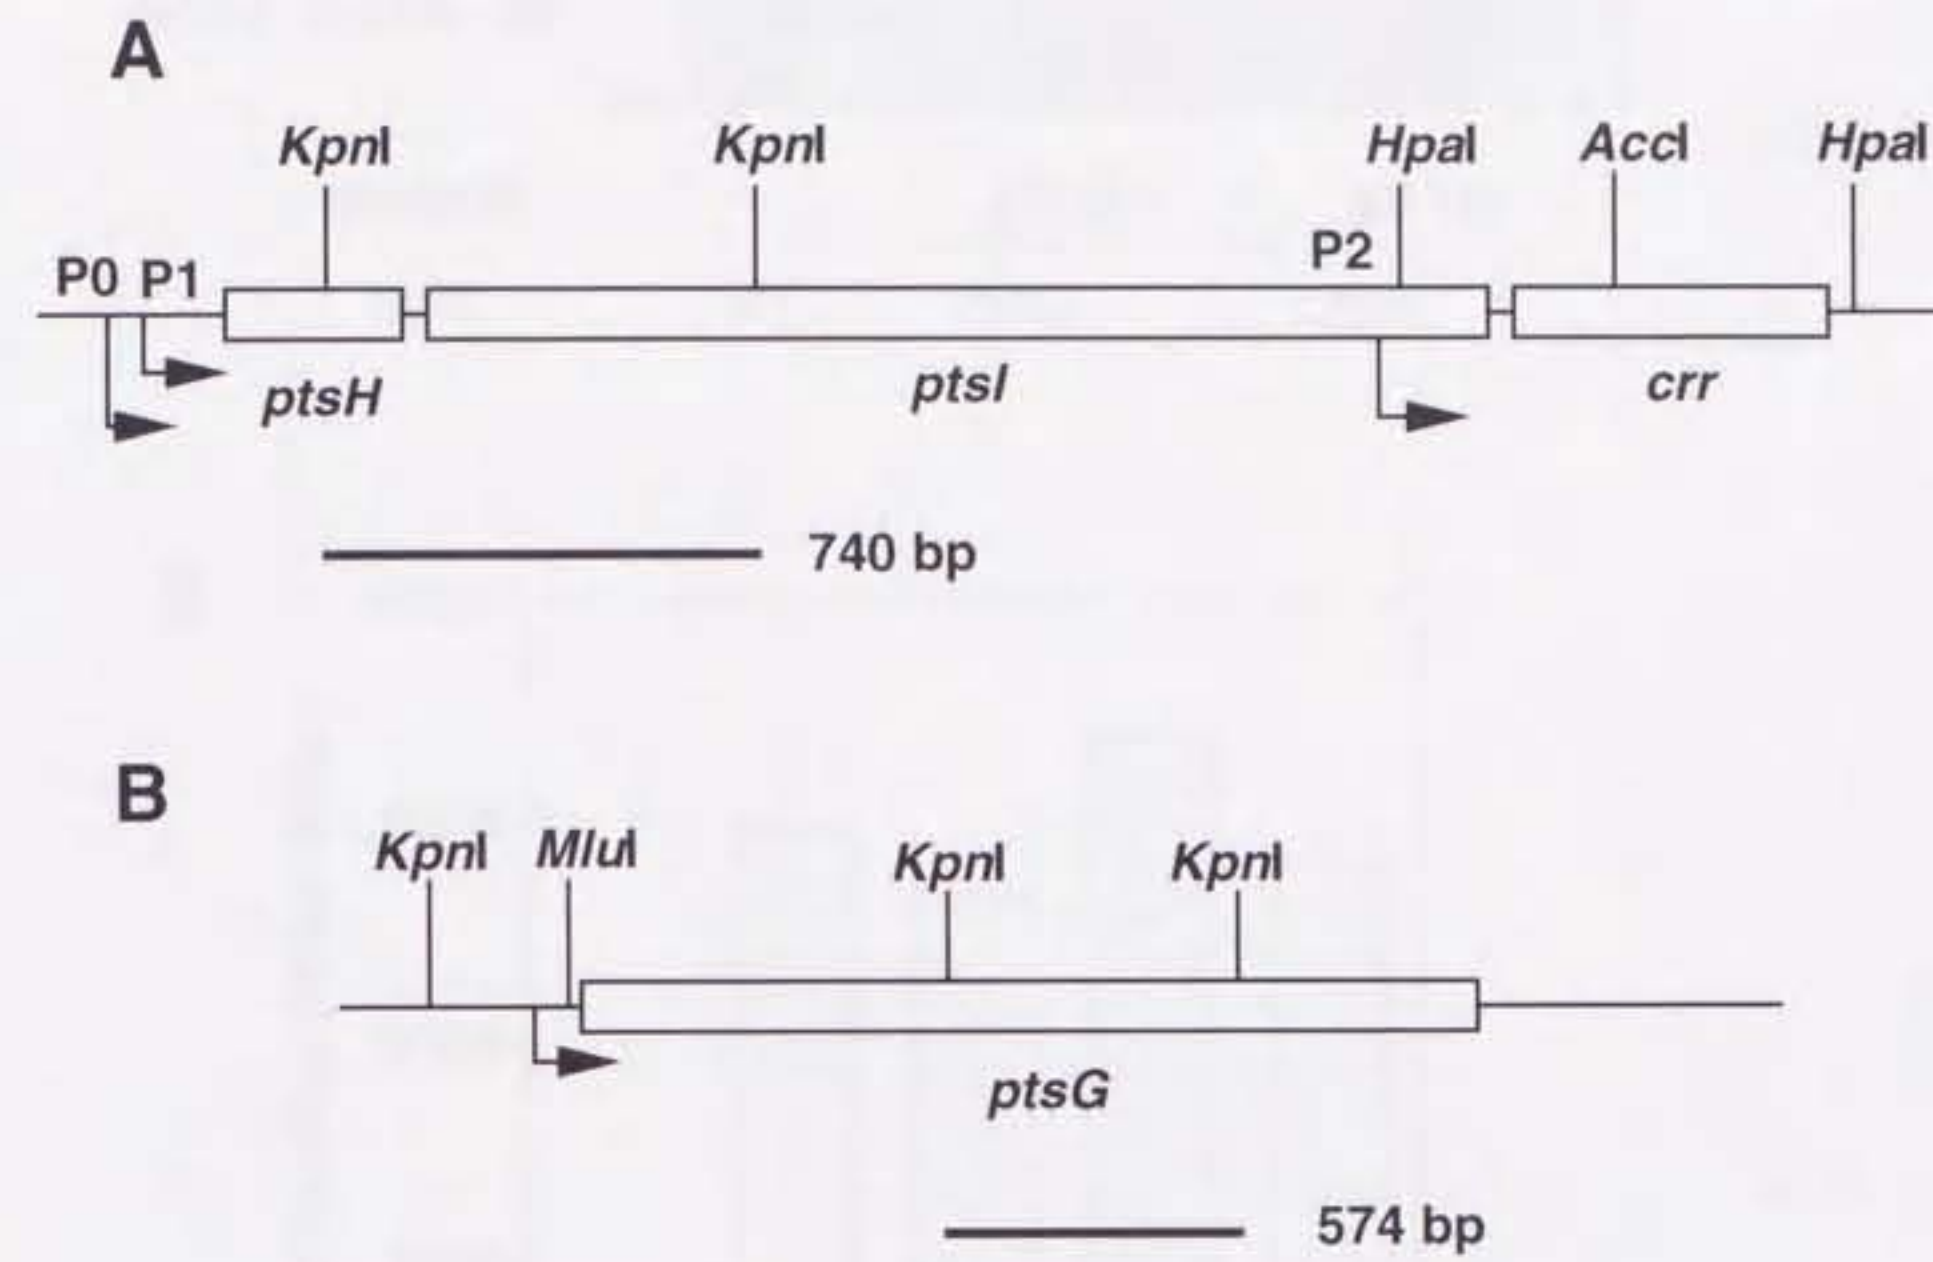 A
KpnI KpnI HpaI AccI HpaI
P0 P1 P2
ptsH ptsI crr
740 bp
B
KpnI MluI KpnI KpnI
ptsG
574 bp